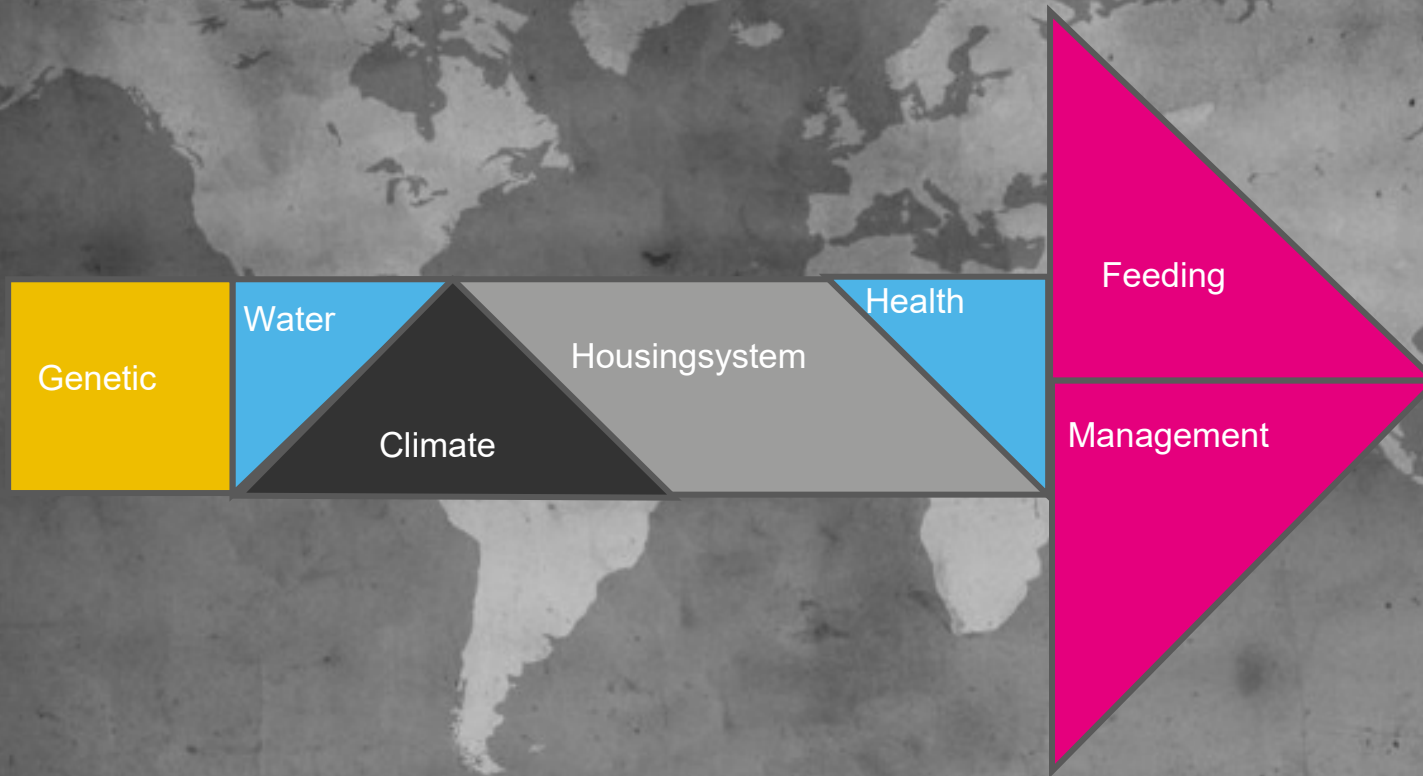 Genetic
Water
Climate
Housingsystem
Health
Feeding
Management